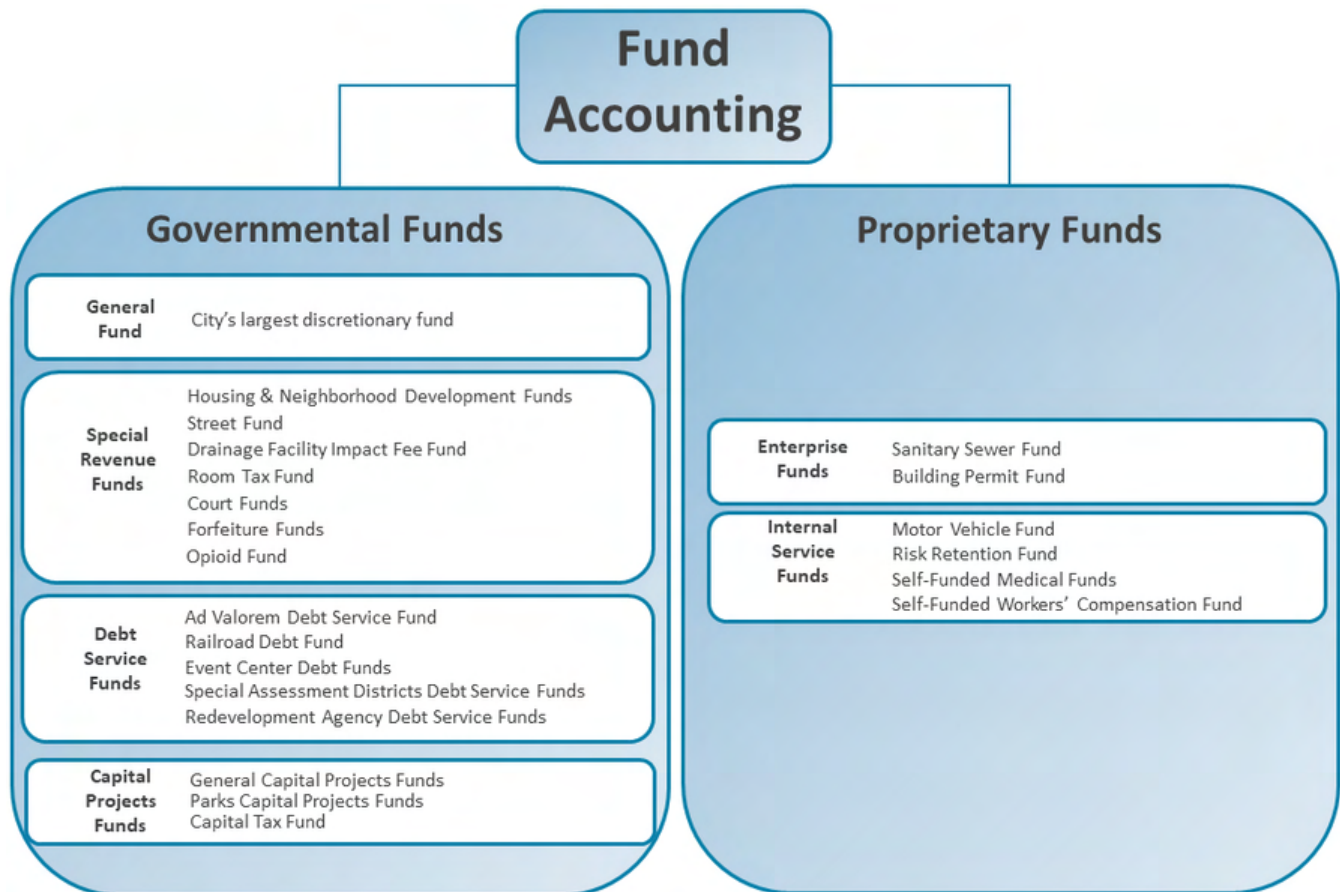 Fund
Accounting
Governmental Funds
General
Fund
City's largest discretionary fund
Special
Revenue
Funds
Housing & Neighborhood Development Funds
Street Fund
Drainage Facility Impact Fee Fund
Room Tax Fund
Court Funds
Forfeiture Funds
Opioid Fund
Debt
Service
Funds
Ad Valorem Debt Service Fund
Railroad Debt Fund
Event Center Debt Funds
Special Assessment Districts Debt Service Funds
Redevelopment Agency Debt Service Funds
Capital
Projects
Funds
General Capital Projects Funds
Parks Capital Projects Funds
Capital Tax Fund
Proprietary Funds
Enterprise
Funds
Sanitary Sewer Fund
Building Permit Fund
Internal
Service
Funds
Motor Vehicle Fund
Risk Retention Fund
Self-Funded Medical Funds
Self-Funded Workers' Compensation Fund